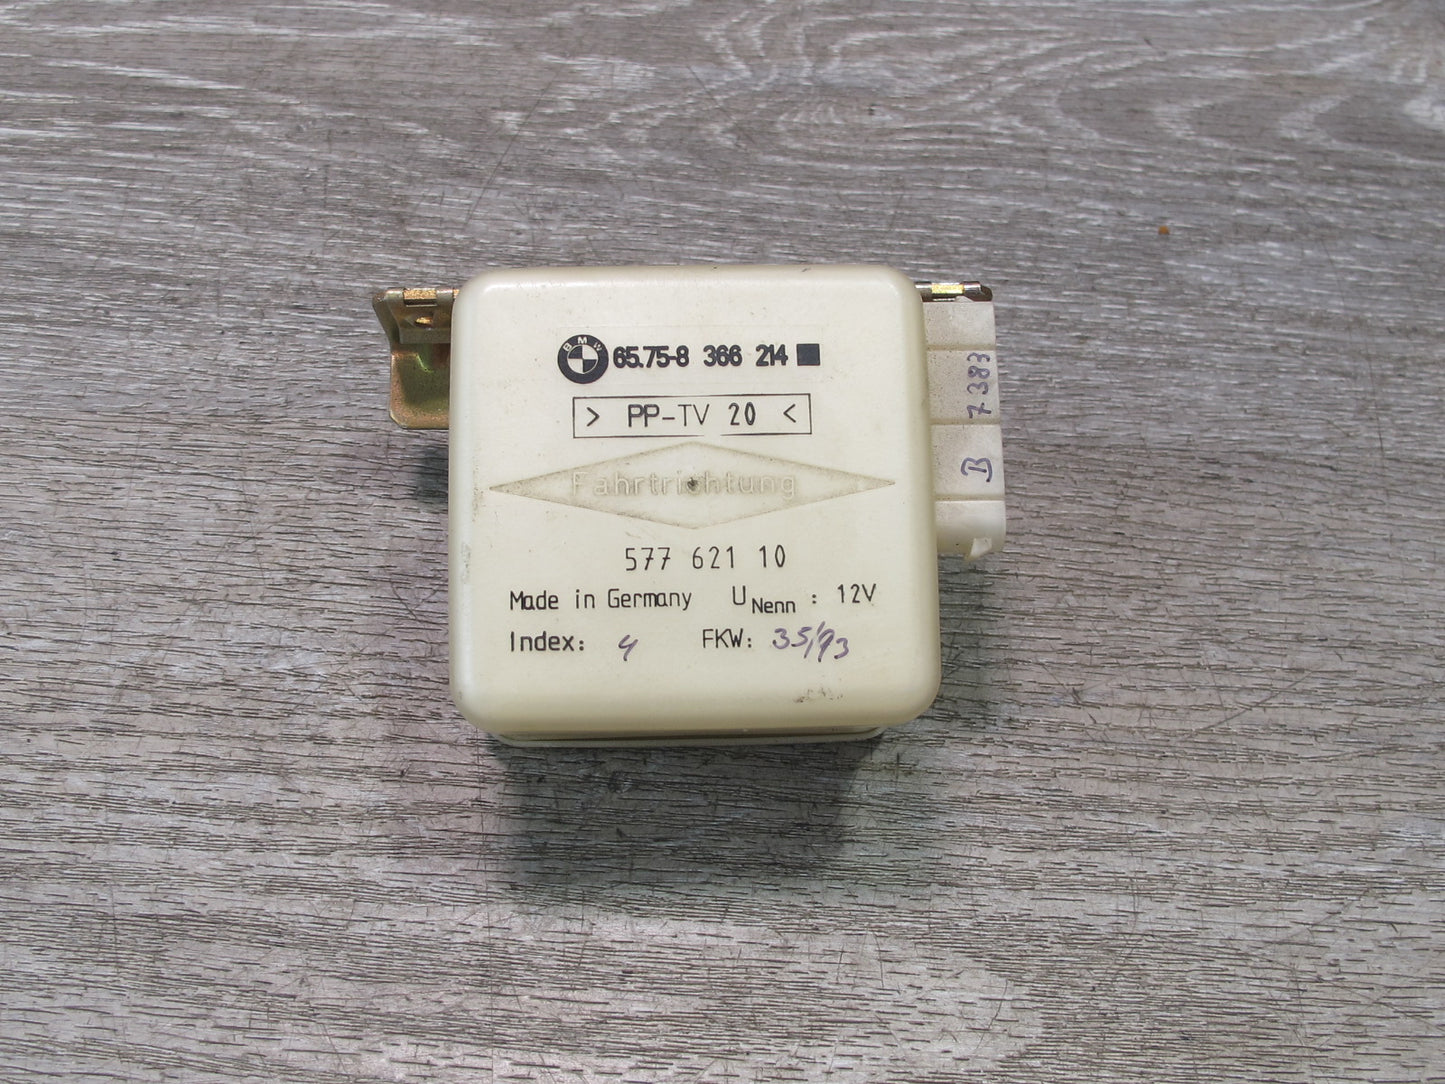 BMW 65.75-8 366 214
> PP-TV 20 <
Fahrtrichtung
577 621 10
Made in Germany U Nenn : 12V
Index: 4 FKW: 35/93
7383
B